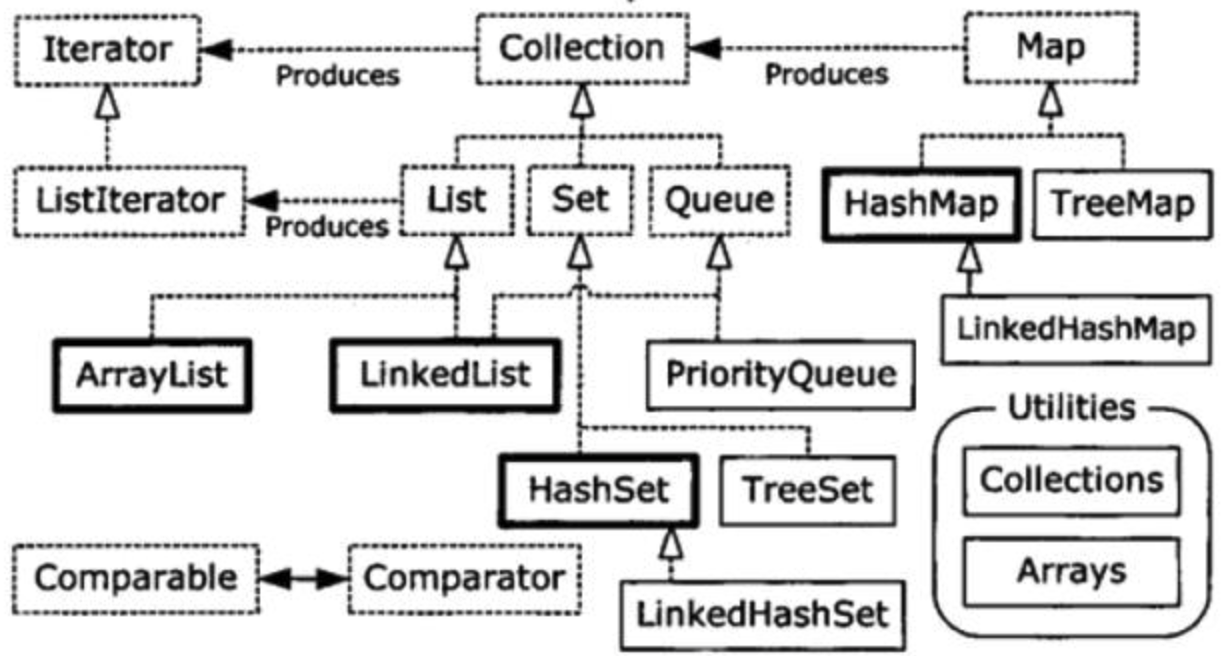 Iterator
Produces
Collection
Produces
Map
ListIterator
Produces
List
Set
Queue
HashMap
TreeMap
LinkedHashMap
ArrayList
LinkedList
PriorityQueue
Utilities
Collections
Arrays
HashSet
TreeSet
Comparable
Comparator
LinkedHashSet